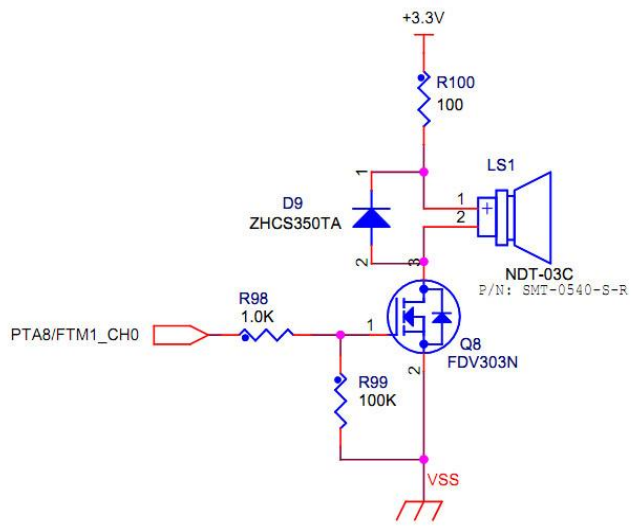 +3.3V
R100
100
LS1
1
1
2
+
D9
ZHCS350TA
2
3
NDT-03C
P/N: SMT-0540-S-R
R98
1.0K
PTA8/FTM1_CH0
1
Q8
FDV303N
2
R99
100K
VSS